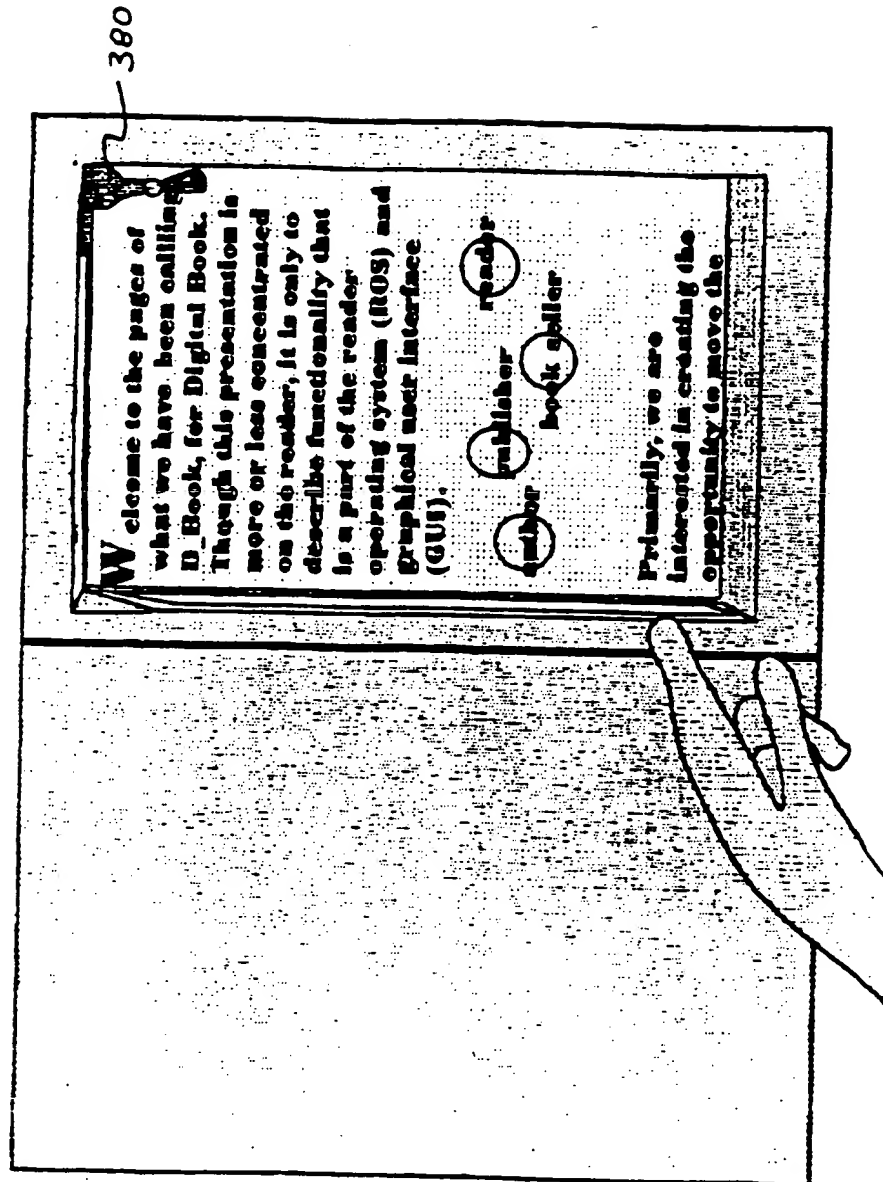 380
Welcome to the pages of
what we have been callling
D_Book, for Digital Book.
Though this presentation is
more or less concentrated
on the reader, it is only to
describe functionality that
is a part of the reader
operating system (ROS) and
graphical user interface
(GUI).
author publisher book seller reader
Primarily, we are
interested in creating the
opportunity to move the